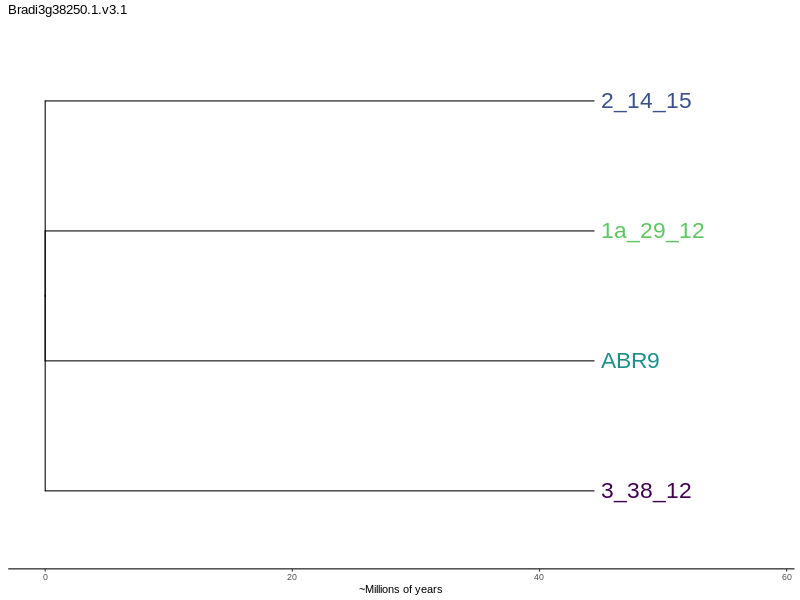 Bradi3g38250.1.v3.1
2_14_15
1a_29_12
ABR9
3_38_12
0 20 40 60
~Millions of years